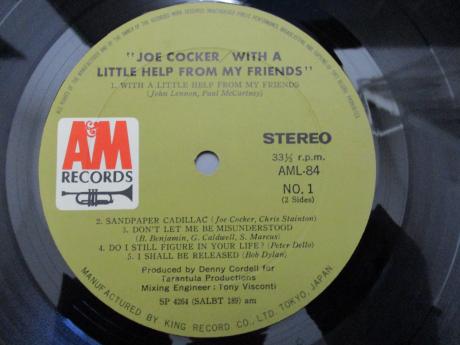 "JOE COCKER/WITH A
LITTLE HELP FROM MY FRIENDS"
1. WITH A LITTLE HELP FROM MY FRIENDS
(John Lennon, Paul McCartney)
A&M
RECORDS
STEREO
33⅓ r.p.m.
AML-84
NO. 1
(2 Sides)
2. SANDPAPER CADILLAC (Joe Cocker, Chris Stainton)
3. DON'T LET ME BE MISUNDERSTOOD
(B. Benjamin, G. Caldwell, S. Marcus)
4. DO I STILL FIGURE IN YOUR LIFE? (Peter Dello)
5. I SHALL BE RELEASED (Bob Dylan)
Produced by Denny Cordell for
Tarantula Productions
Mixing Engineer; Tony Visconti
SP 4264 (SALBT 189) am
MANUFACTURED BY KING RECORD CO., LTD. TOKYO, JAPAN